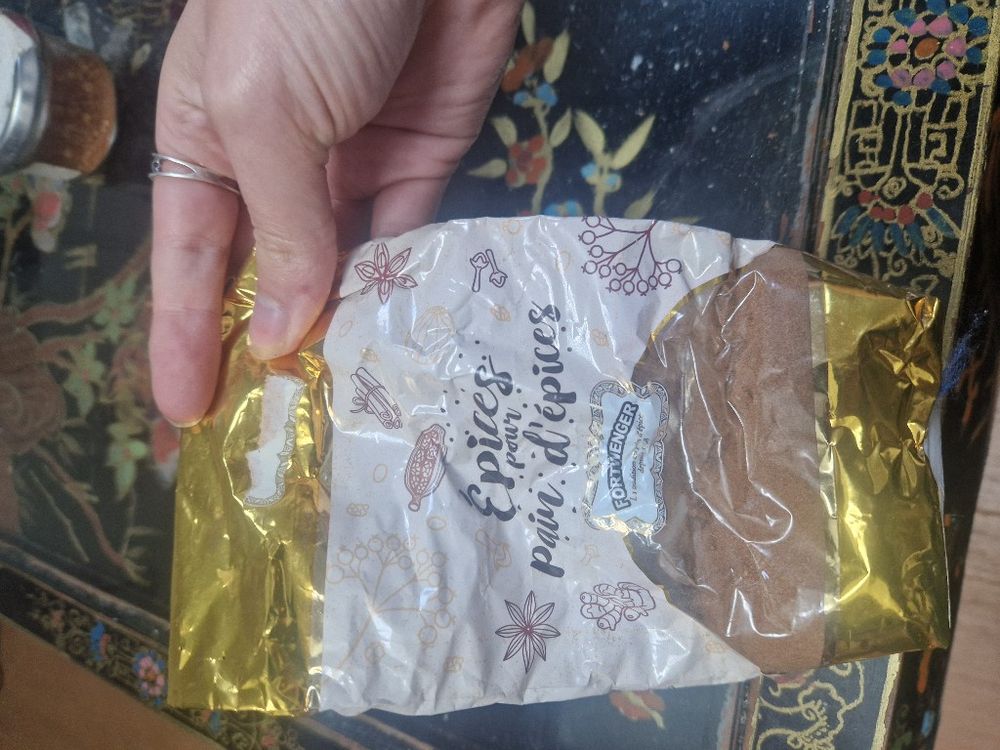 Épices
pour
pain d'épices
FORTWENGER